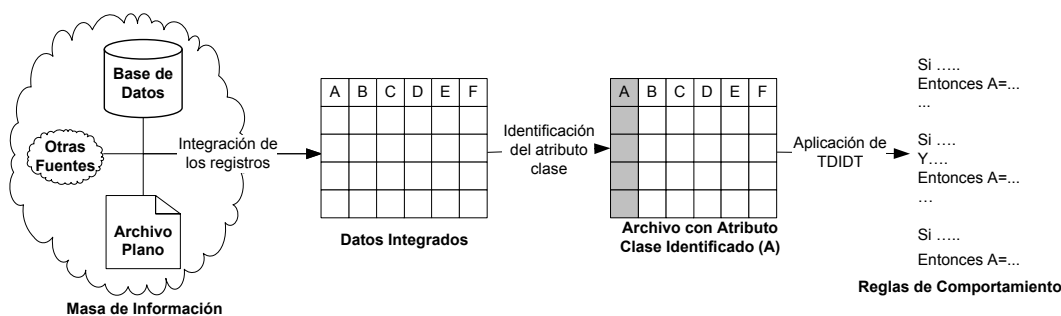 Base de
Datos
Otras
Fuentes
Archivo
Plano
Masa de Información
Integración de
los registros
A B C D E F
Datos Integrados
Identificación
del atributo
clase
A B C D E F
Archivo con Atributo
Clase Identificado (A)
Aplicación de
TDIDT
Si …..
Entonces A=...
...
Si ….
Y….
Entonces A=...
…
Si …..
Entonces A=...
Reglas de Comportamiento